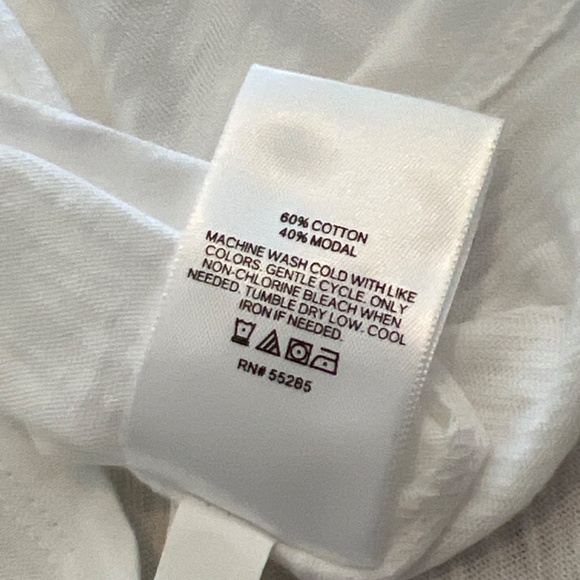 60% COTTON
40% MODAL
MACHINE WASH COLD WITH LIKE
COLORS. GENTLE CYCLE. ONLY
NON-CHLORINE BLEACH WHEN
NEEDED. TUMBLE DRY LOW. COOL
IRON IF NEEDED.
RN# 55285